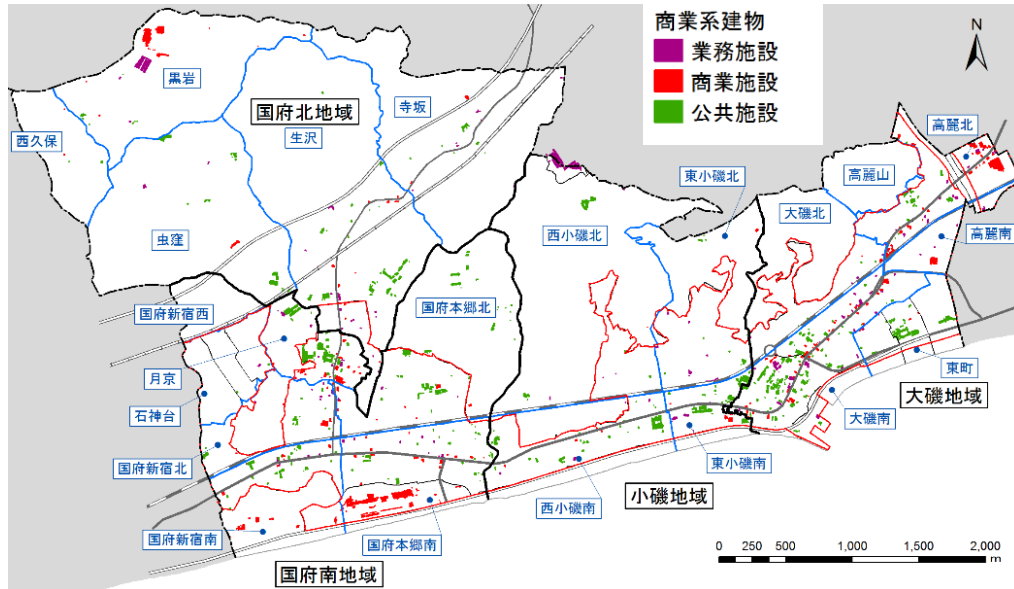 商業系建物
業務施設
商業施設
公共施設
N
黒岩
国府北地域
寺坂
生沢
西久保
虫窪
高麗北
高麗山
東小磯北
大磯北
西小磯北
高麗南
国府新宿西
国府本郷北
月京
石神台
東町
大磯地域
大磯南
国府新宿北
東小磯南
小磯地域
西小磯南
国府新宿南
国府本郷南
国府南地域
0 250 500 1,000 1,500 2,000
m